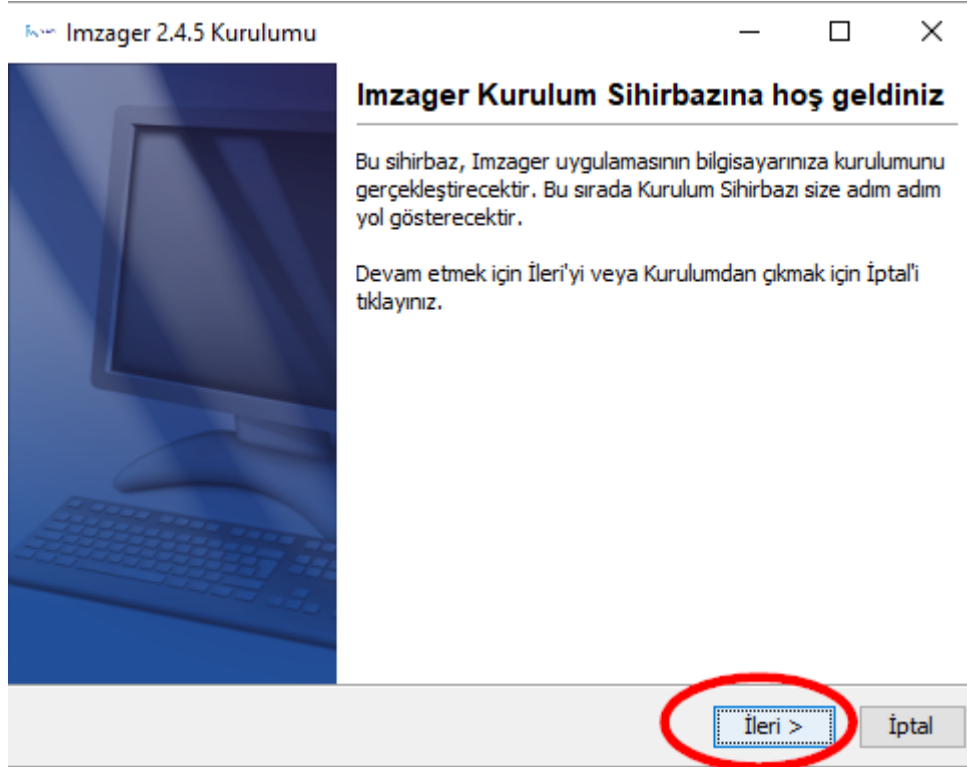 Imzager 2.4.5 Kurulumu
Imzager Kurulum Sihirbazına hoş geldiniz
Bu sihirbaz, Imzager uygulamasının bilgisayarınıza kurulumunu
gerçekleştirecektir. Bu sırada Kurulum Sihirbazı size adım adım
yol gösterecektir.
Devam etmek için İleri'yi veya Kurulumdan çıkmak için İptal'i
tıklayınız.
İleri >
İptal